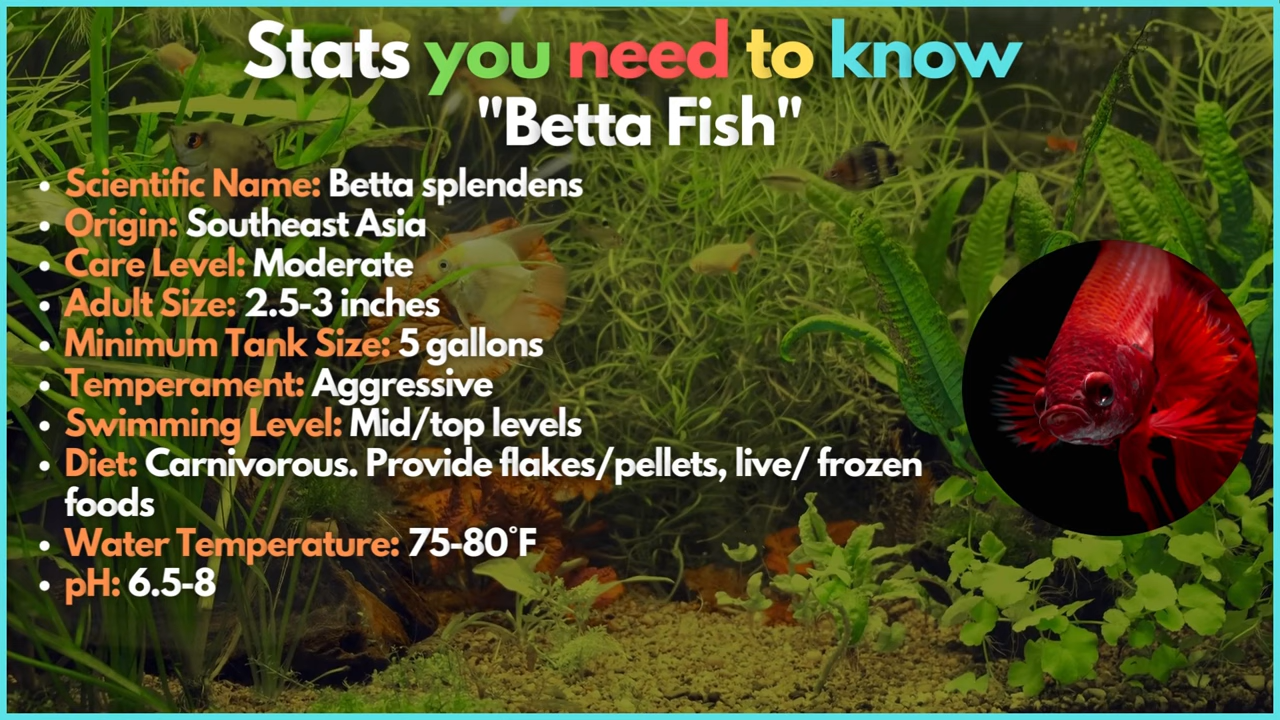 Stats you need to know
"Betta Fish"
• Scientific Name: Betta splendens
• Origin: Southeast Asia
• Care Level: Moderate
• Adult Size: 2.5-3 inches
• Minimum Tank Size: 5 gallons
• Temperament: Aggressive
• Swimming Level: Mid/top levels
• Diet: Carnivorous. Provide flakes/pellets, live/ frozen
foods
• Water Temperature: 75-80°F
• pH: 6.5-8